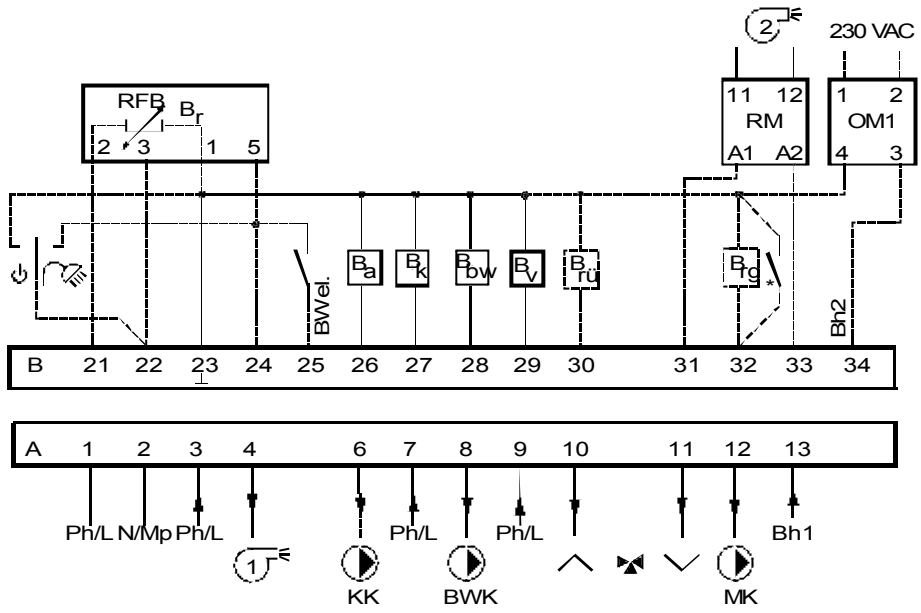 2 230 VAC
RFB Br 11 12 1 2
RM OM1
2 3 1 5 A1 A2 4 3
Ba Bk Bbw Bv Brü Brg *
BWel. Bh2
B 21 22 23 24 25 26 27 28 29 30 31 32 33 34
A 1 2 3 4 6 7 8 9 10 11 12 13
Ph/L N/Mp Ph/L Ph/L Ph/L Bh1
1
KK BWK MK